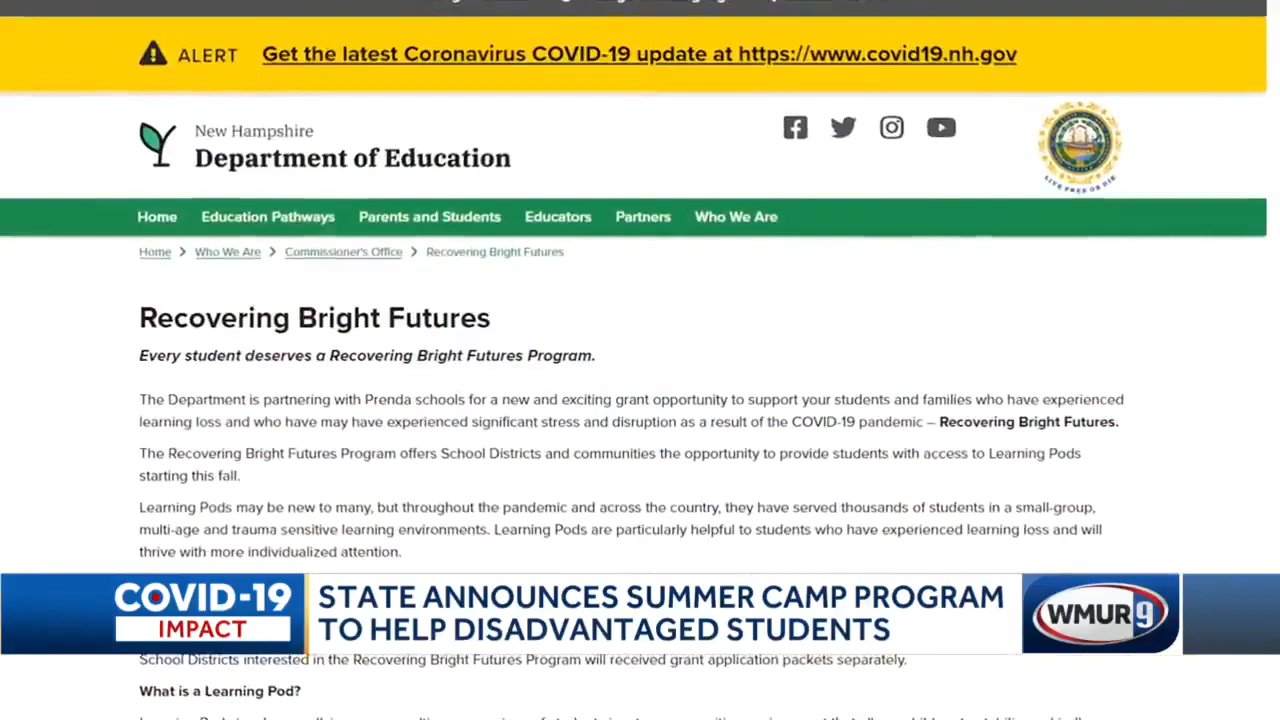 ALERT Get the latest Coronavirus COVID-19 update at https://www.covid19.nh.gov
New Hampshire
Department of Education
LIVE FREE OR DIE
Home Education Pathways Parents and Students Educators Partners Who We Are
Home > Who We Are > Commissioner's Office > Recovering Bright Futures
Recovering Bright Futures
Every student deserves a Recovering Bright Futures Program.
The Department is partnering with Prenda schools for a new and exciting grant opportunity to support your students and families who have experienced
learning loss and who have may have experienced significant stress and disruption as a result of the COVID-19 pandemic – Recovering Bright Futures.
The Recovering Bright Futures Program offers School Districts and communities the opportunity to provide students with access to Learning Pods
starting this fall.
Learning Pods may be new to many, but throughout the pandemic and across the country, they have served thousands of students in a small-group,
multi-age and trauma sensitive learning environments. Learning Pods are particularly helpful to students who have experienced learning loss and will
thrive with more individualized attention.
COVID-19
IMPACT
STATE ANNOUNCES SUMMER CAMP PROGRAM
TO HELP DISADVANTAGED STUDENTS
WMUR 9
School Districts interested in the Recovering Bright Futures Program will received grant application packets separately.
What is a Learning Pod?